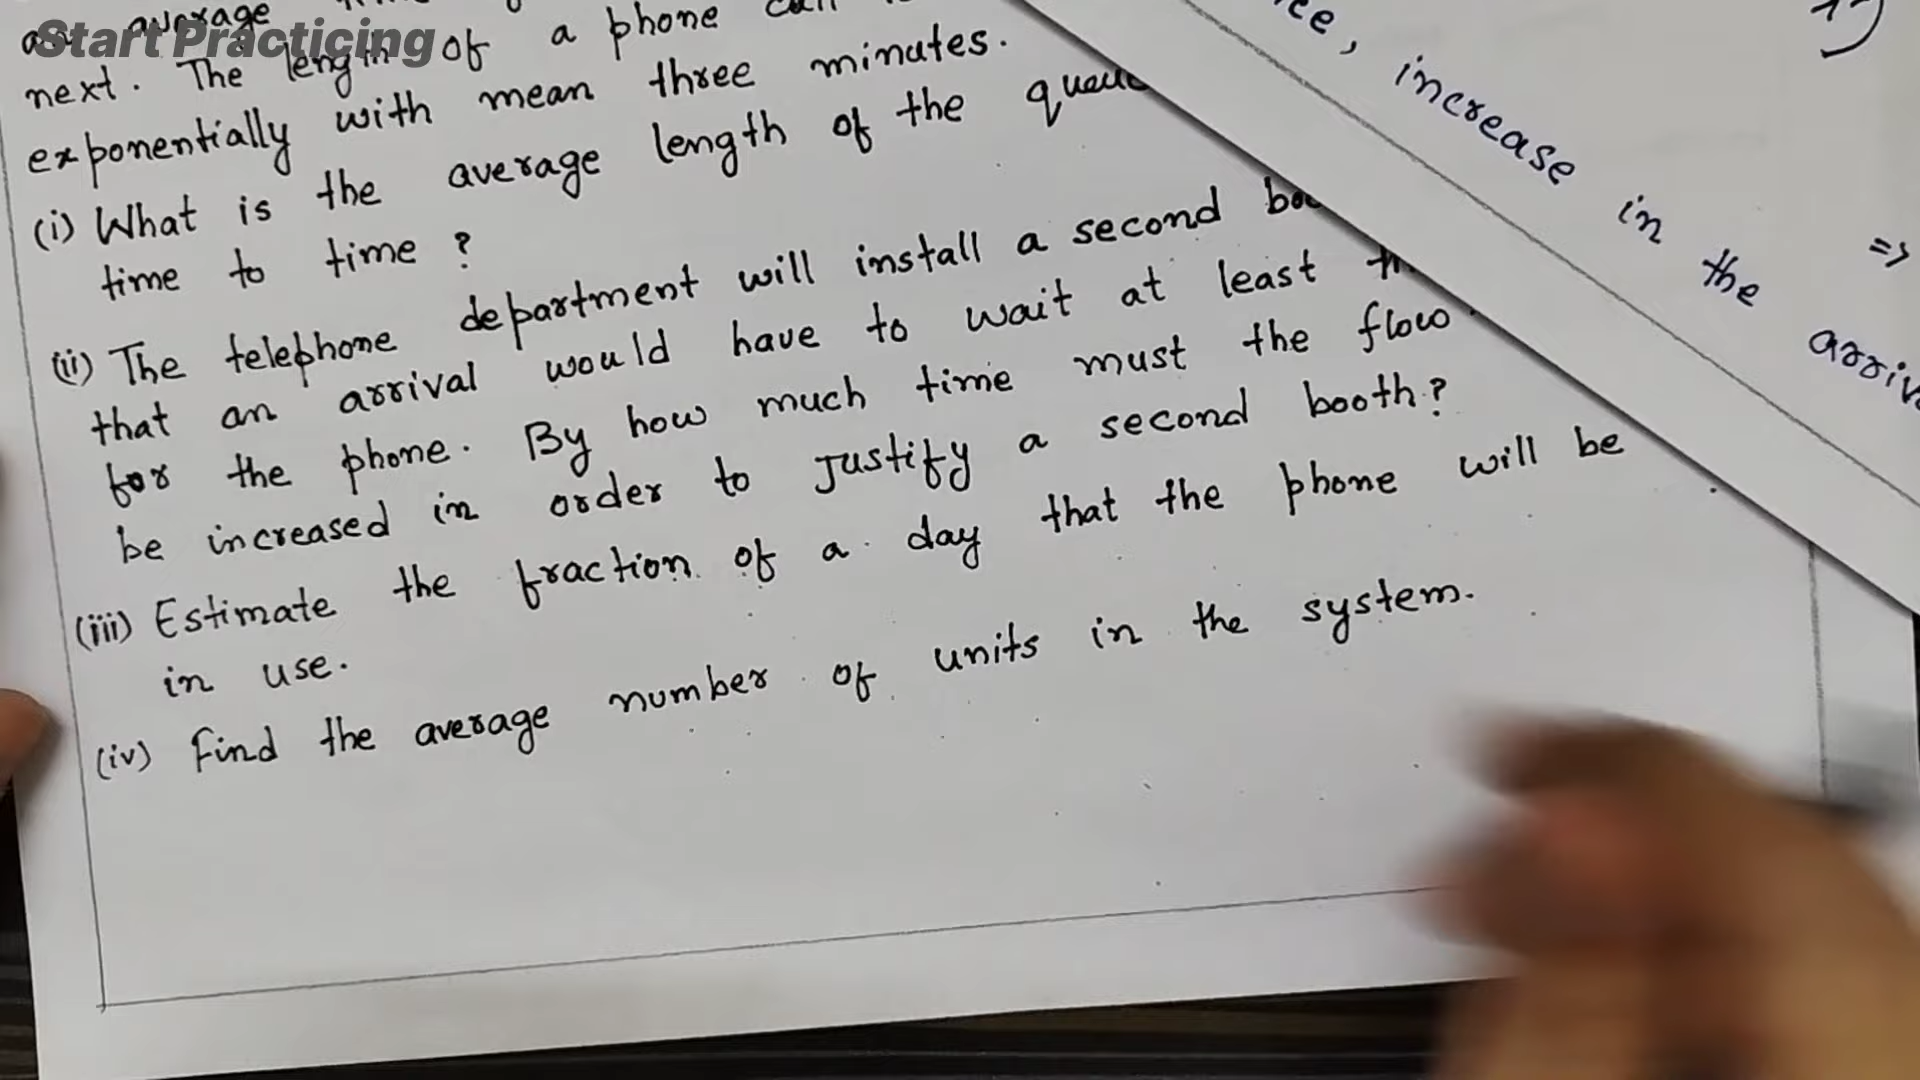 Start Practicing
average
next. The length of a phone call
exponentially with mean three minutes.
(i) What is the average length of the
time to time ?
(ii) The telephone department will install a second
that an arrival would have to wait at least
for the phone. By how much time must the flow
be increased in order to justify a second booth?
(iii) Estimate the fraction of a day that the phone will be
in use.
(iv) Find the average number of units in the system.
increase in the
=>